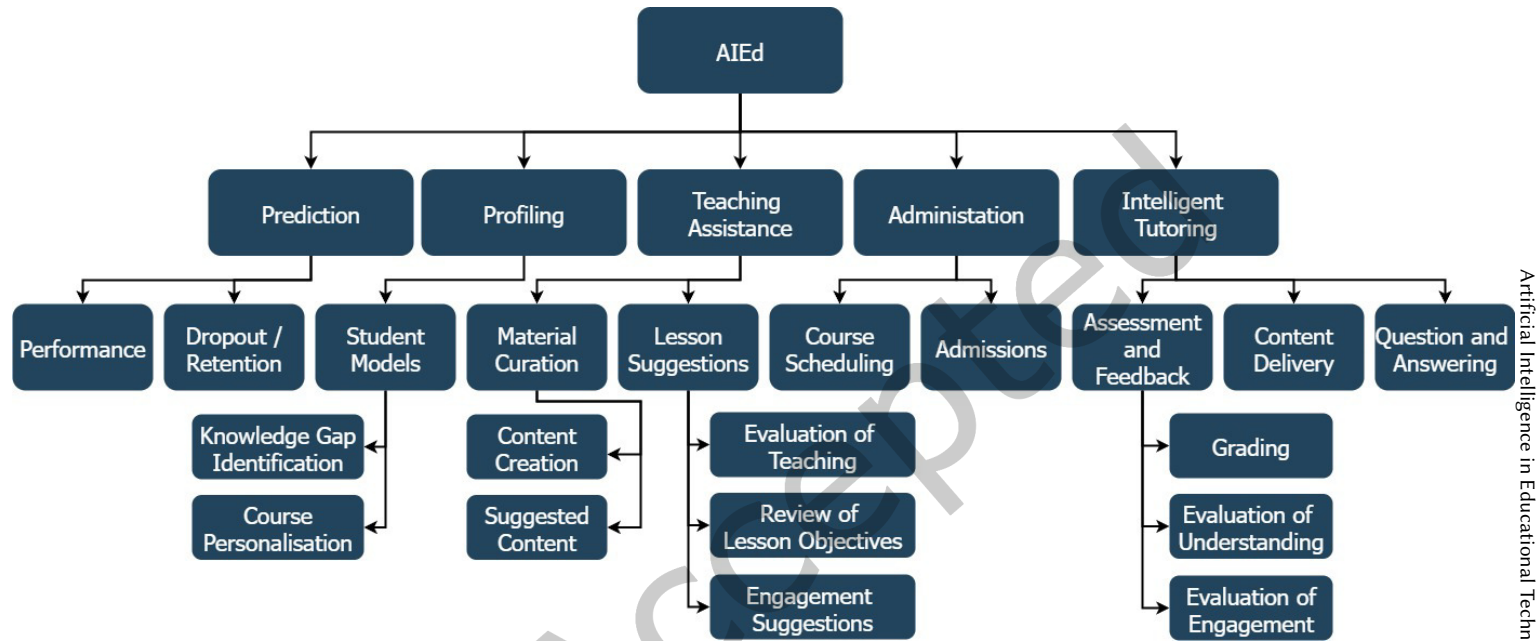 AIEd
Prediction
Profiling
Teaching
Assistance
Administation
Intelligent
Tutoring
Performance
Dropout /
Retention
Student
Models
Material
Curation
Lesson
Suggestions
Course
Scheduling
Admissions
Assessment
and
Feedback
Content
Delivery
Question and
Answering
Knowledge Gap
Identification
Course
Personalisation
Content
Creation
Suggested
Content
Evaluation of
Teaching
Review of
Lesson Objectives
Engagement
Suggestions
Grading
Evaluation of
Understanding
Evaluation of
Engagement
Accepted
Artificial Intelligence in Educational Techn